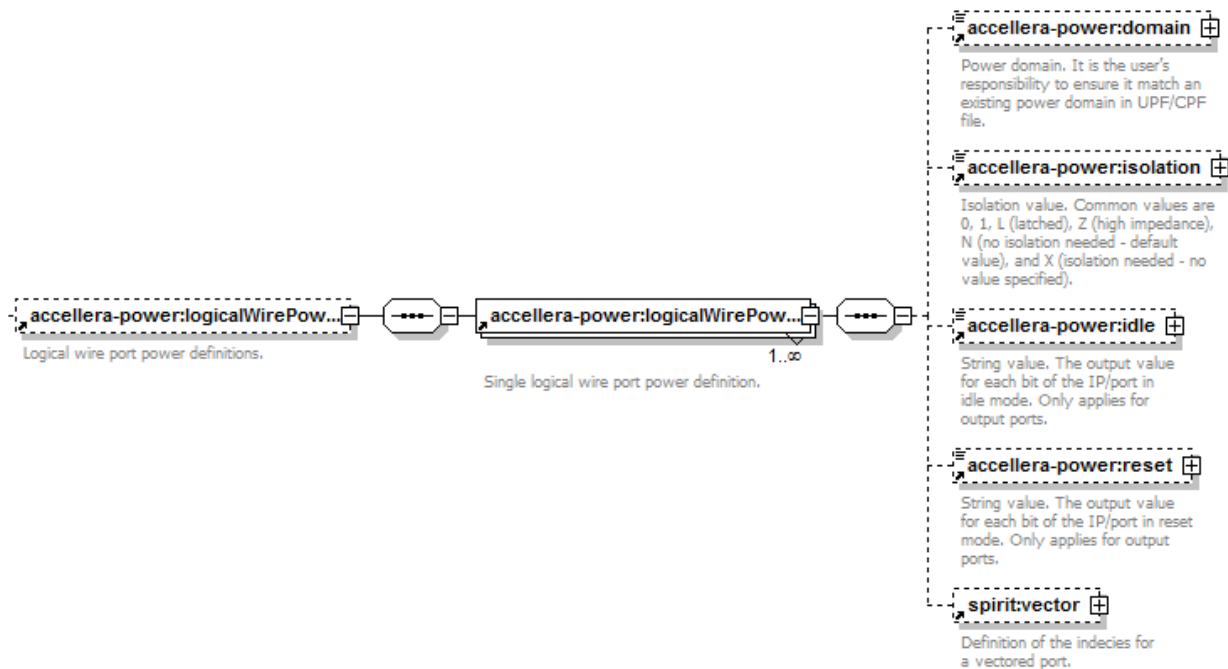 accellera-power:domain
Power domain. It is the user's
responsibility to ensure it match an
existing power domain in UPF/CPF
file.
accellera-power:isolation
Isolation value. Common values are
0, 1, L (latched), Z (high impedance),
N (no isolation needed - default
value), and X (isolation needed - no
value specified).
accellera-power:logicalWirePow...
Logical wire port power definitions.
accellera-power:logicalWirePow...
1..∞
Single logical wire port power definition.
accellera-power:idle
String value. The output value
for each bit of the IP/port in
idle mode. Only applies for
output ports.
accellera-power:reset
String value. The output value
for each bit of the IP/port in reset
mode. Only applies for output
ports.
spirit:vector
Definition of the indecies for
a vectored port.